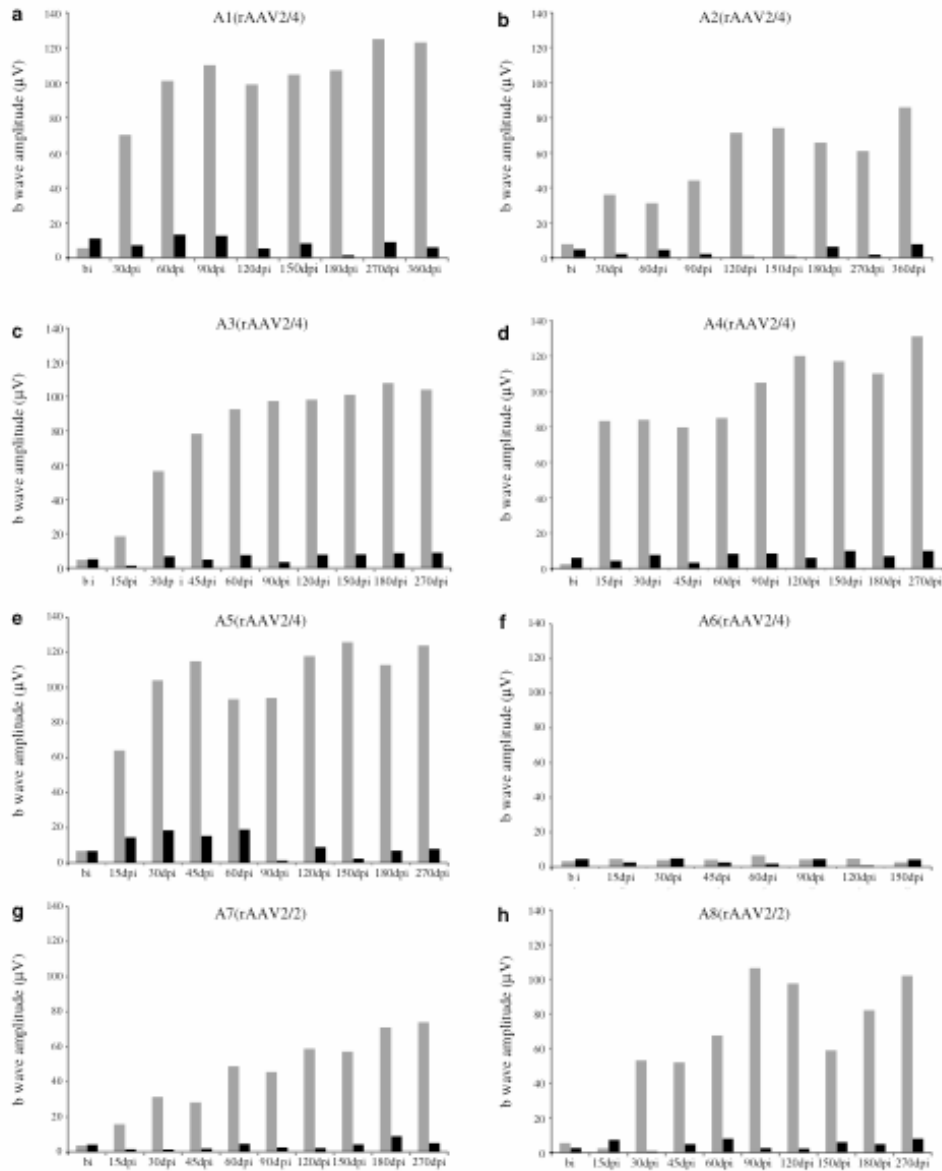 a
A1(rAAV2/4)
b wave amplitude (µV)
140
120
100
80
60
40
20
0
bi 30dpi 60dpi 90dpi 120dpi 150dpi 180dpi 270dpi 360dpi
b
A2(rAAV2/4)
b wave amplitude (µV)
140
120
100
80
60
40
20
0
bi 30dpi 60dpi 90dpi 120dpi 150dpi 180dpi 270dpi 360dpi
c
A3(rAAV2/4)
b wave amplitude (µV)
140
120
100
80
60
40
20
0
b i 15dpi 30dp i 45dpi 60dpi 90dpi 120dpi 150dpi 180dpi 270dpi
d
A4(rAAV2/4)
b wave amplitude (µV)
140
120
100
80
60
40
20
0
bi 15dpi 30dpi 45dpi 60dpi 90dpi 120dpi 150dpi 180dpi 270dpi
e
A5(rAAV2/4)
b wave amplitude (µV)
140
120
100
80
60
40
20
0
bi 15dpi 30dpi 45dpi 60dpi 90dpi 120dpi 150dpi 180dpi 270dpi
f
A6(rAAV2/4)
b wave amplitude (µV)
140
120
100
80
60
40
20
0
b i 15dpi 30dpi 45dpi 60dpi 90dpi 120dpi 150dpi
g
A7(rAAV2/2)
b wave amplitude (µV)
140
120
100
80
60
40
20
0
bi 15dpi 30dpi 45dpi 60dpi 90dpi 120dpi 150dpi 180dpi 270dpi
h
A8(rAAV2/2)
b wave amplitude (µV)
140
120
100
80
60
40
20
0
bi 15dpi 30dpi 45dpi 60dpi 90dpi 120dpi 150dpi 180dpi 270dpi